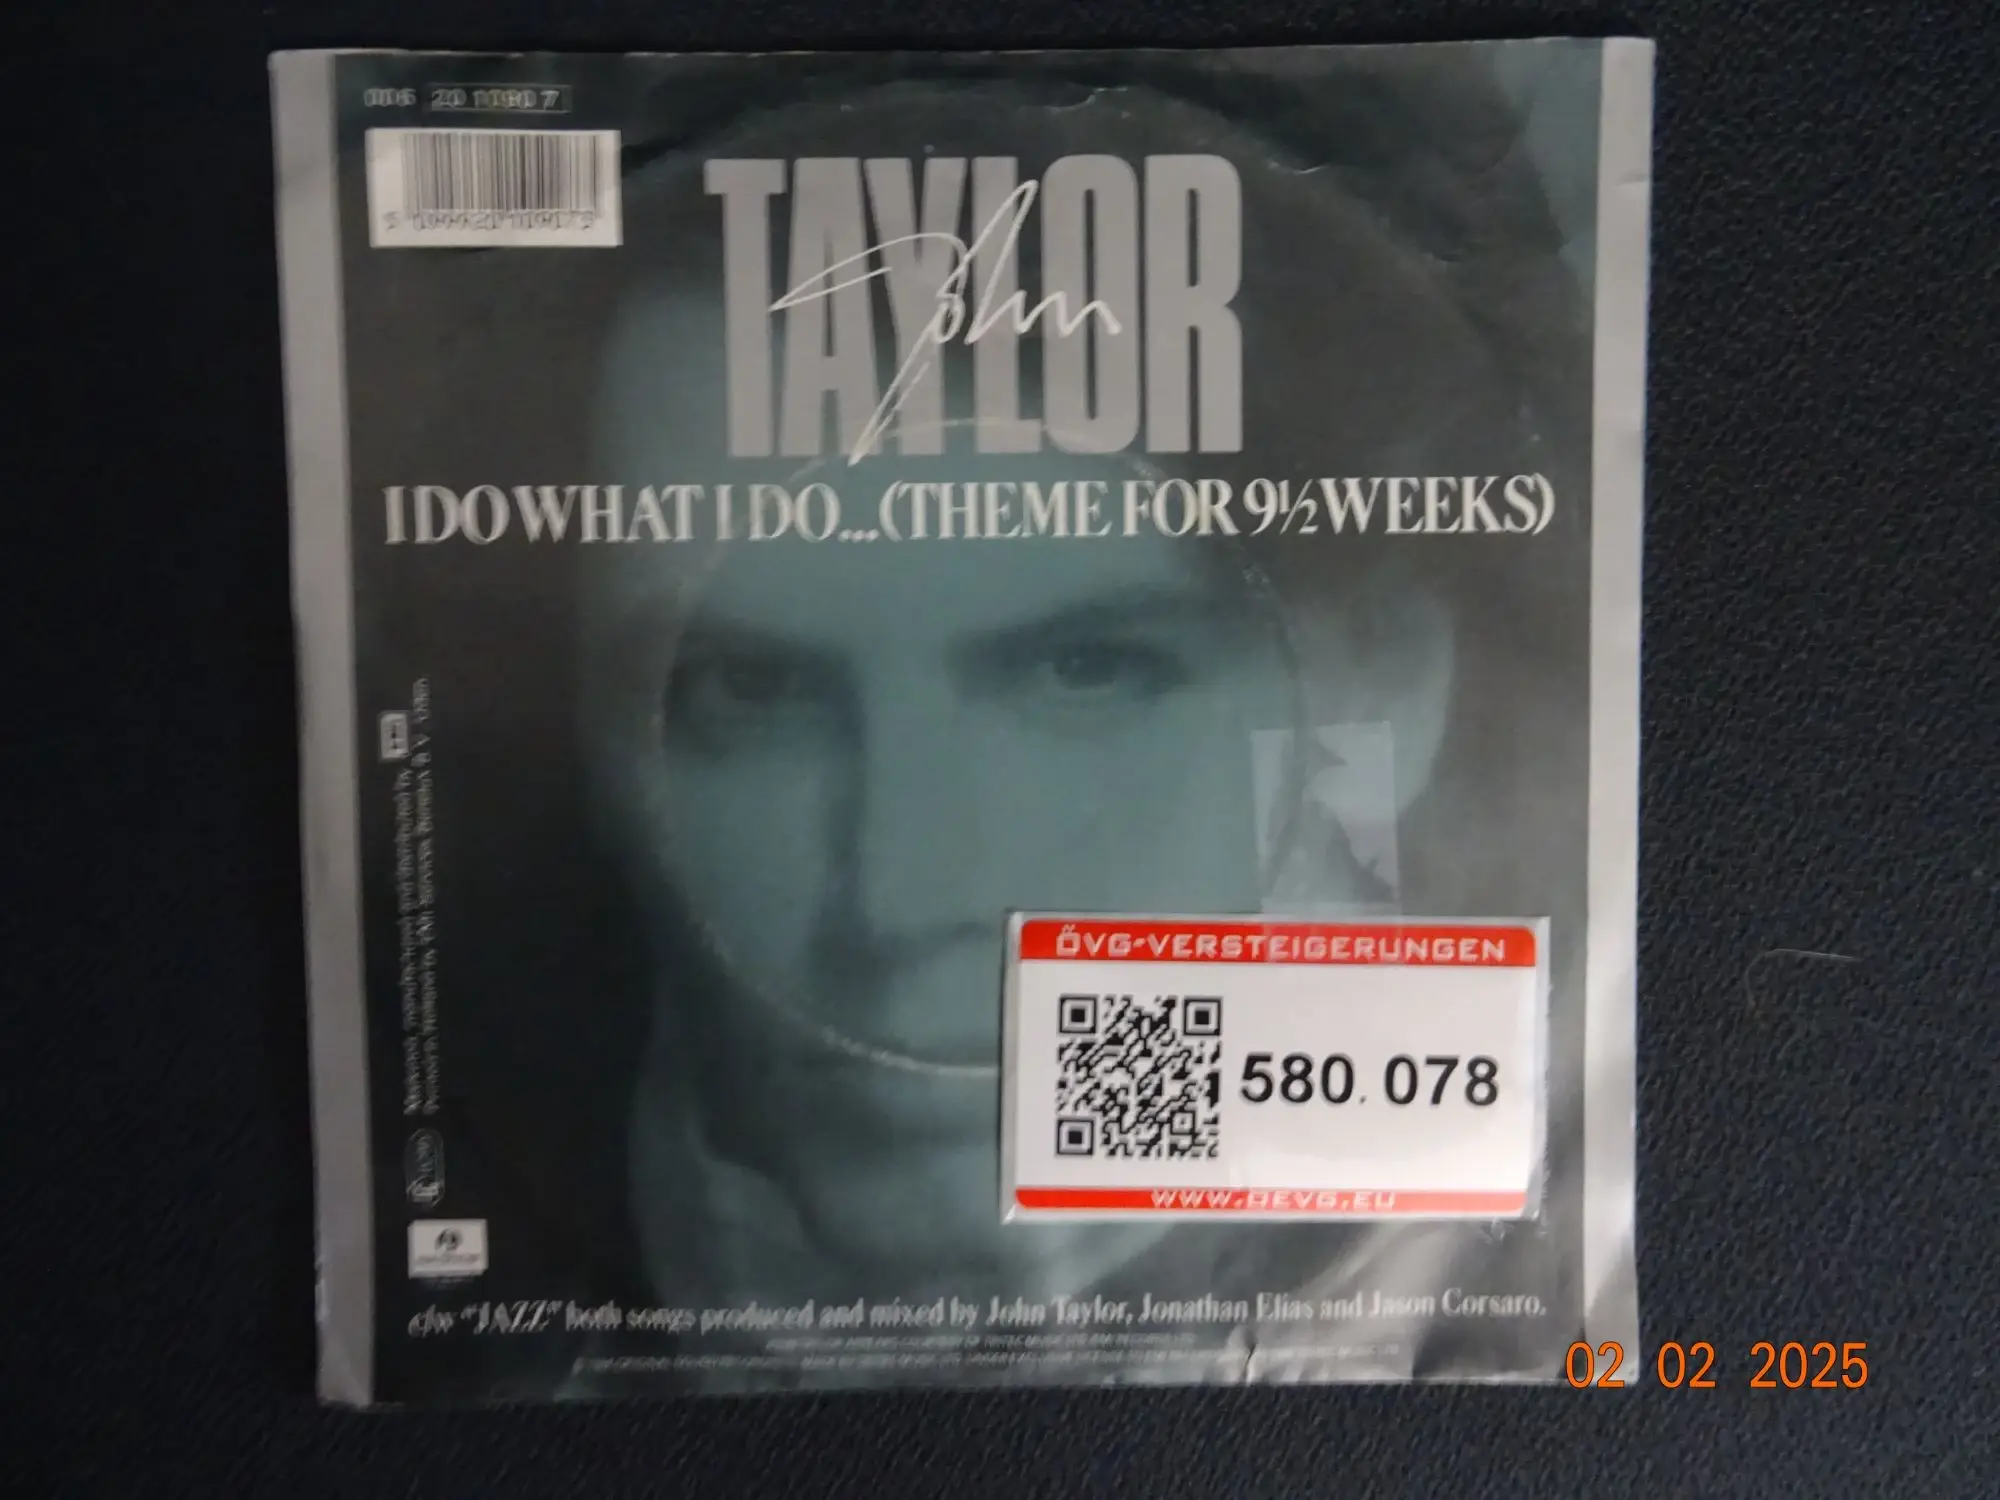 006 20 1080 7
TAYLOR
John
I DO WHAT I DO...(THEME FOR 9½ WEEKS)
ÖVG-VERSTEIGERUNGEN
580.078
WWW.OEVG.EU
c/w "JAZZ" both songs produced and mixed by John Taylor, Jonathan Elias and Jason Corsaro.
02 02 2025